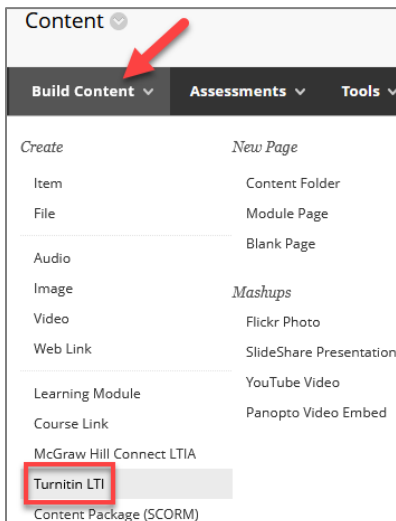 Content
Build Content
Assessments
Tools
Create
Item
File
Audio
Image
Video
Web Link
Learning Module
Course Link
McGraw Hill Connect LTIA
Turnitin LTI
Content Package (SCORM)
New Page
Content Folder
Module Page
Blank Page
Mashups
Flickr Photo
SlideShare Presentation
YouTube Video
Panopto Video Embed